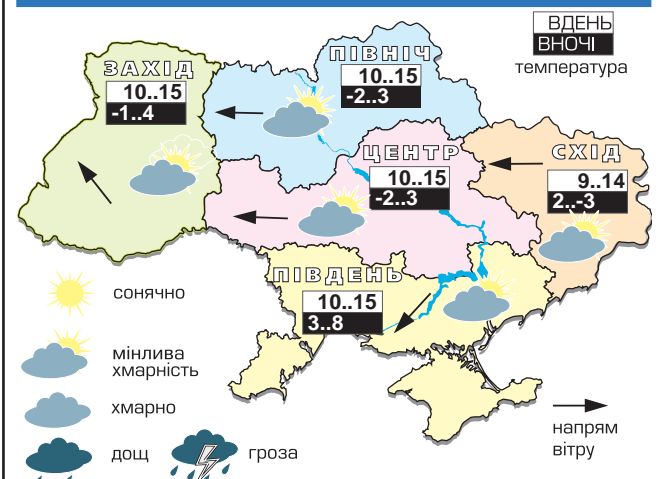 ВДЕНЬ
ВНОЧІ
температура
ЗАХІД
10..15
-1..4
ПІВНІЧ
10..15
-2..3
ЦЕНТР
10..15
-2..3
СХІД
9..14
2..-3
ПІВДЕНЬ
10..15
3..8
сонячно
мінлива
хмарність
хмарно
дощ
гроза
напрям
вітру